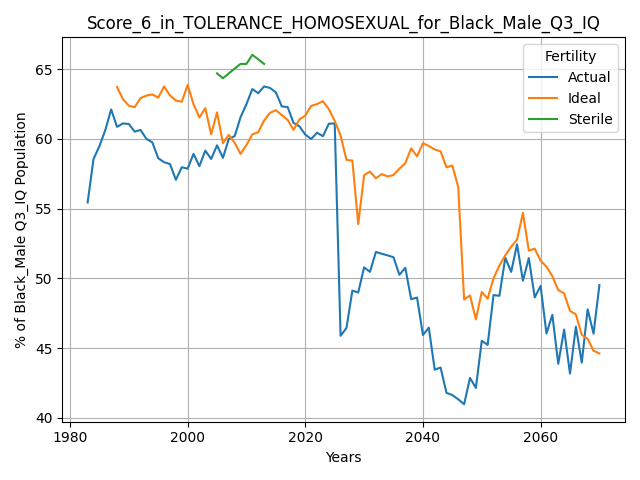 Score_6_in_TOLERANCE_HOMOSEXUAL_for_Black_Male_Q3_IQ
% of Black_Male Q3_IQ Population
65
60
55
50
45
40
Fertility
Actual
Ideal
Sterile
1980
2000
2020
2040
2060
Years